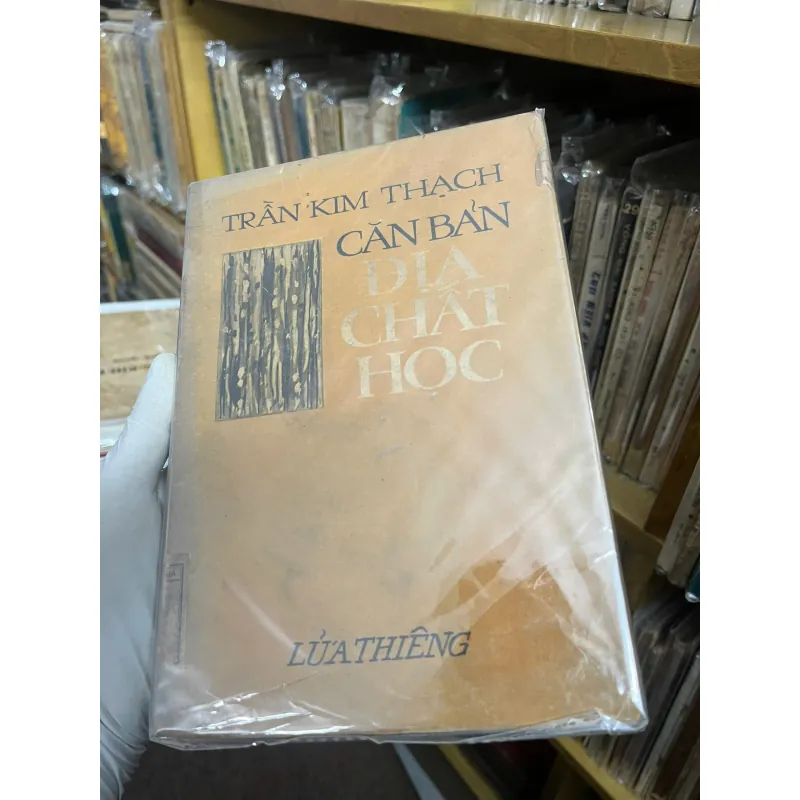 TRẦN KIM THẠCH
CĂN BẢN
ĐỊA
CHẤT
HỌC
LỬA THIÊNG